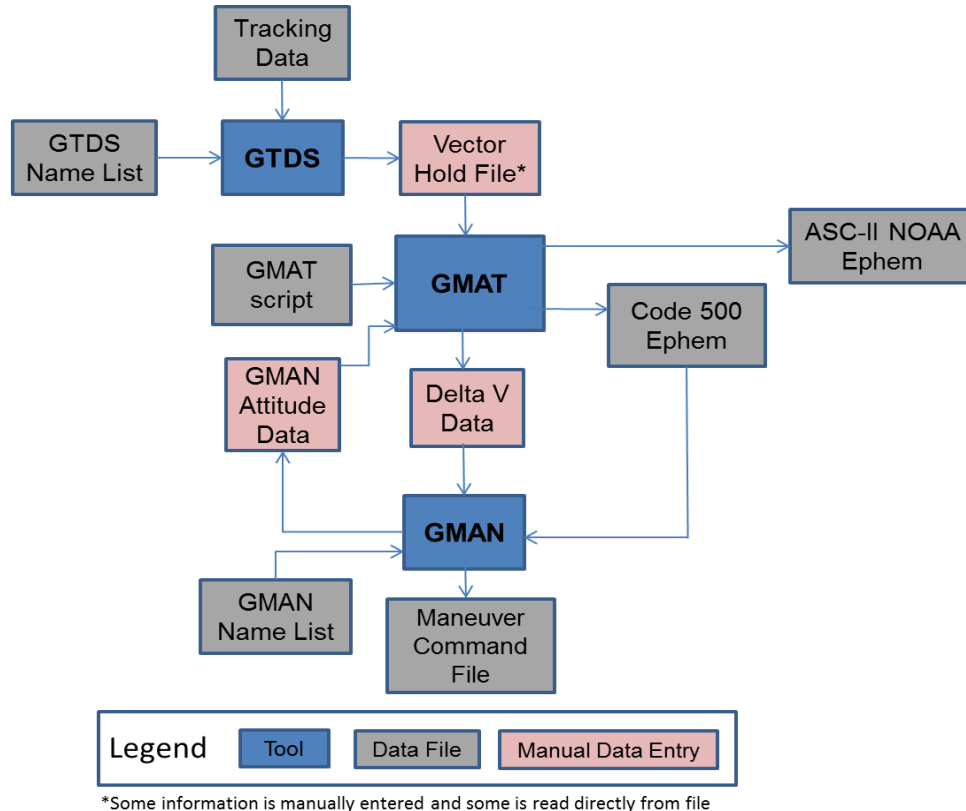 Tracking
Data
GTDS
Name List
GTDS
Vector
Hold File*
ASC-II NOAA
Ephem
GMAT
script
GMAT
Code 500
Ephem
GMAN
Attitude
Data
Delta V
Data
GMAN
GMAN
Name List
Maneuver
Command
File
Legend
Tool
Data File
Manual Data Entry
*Some information is manually entered and some is read directly from file